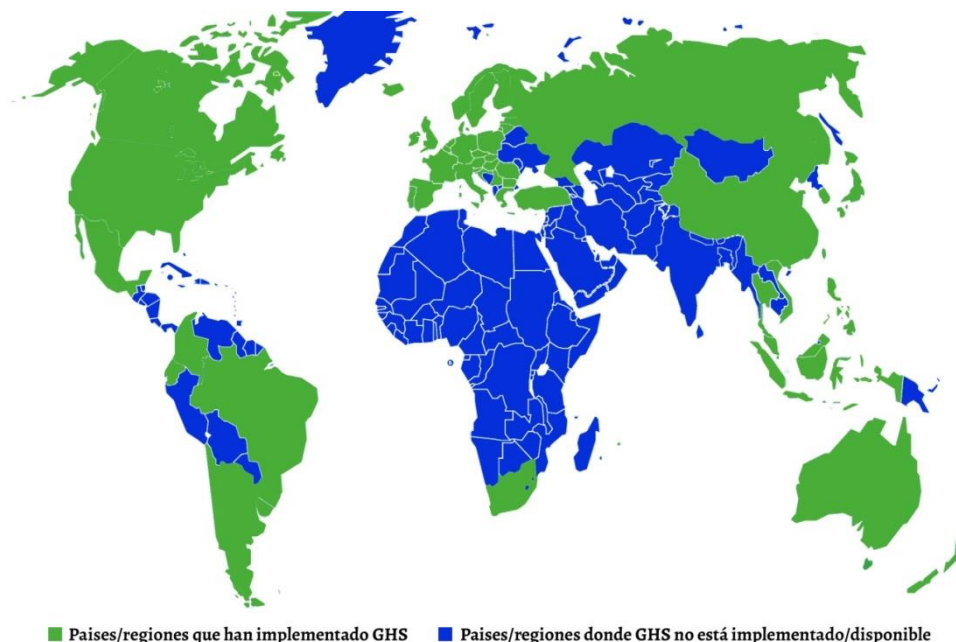 Paises/regiones que han implementado GHS
Paises/regiones donde GHS no está implementado/disponible